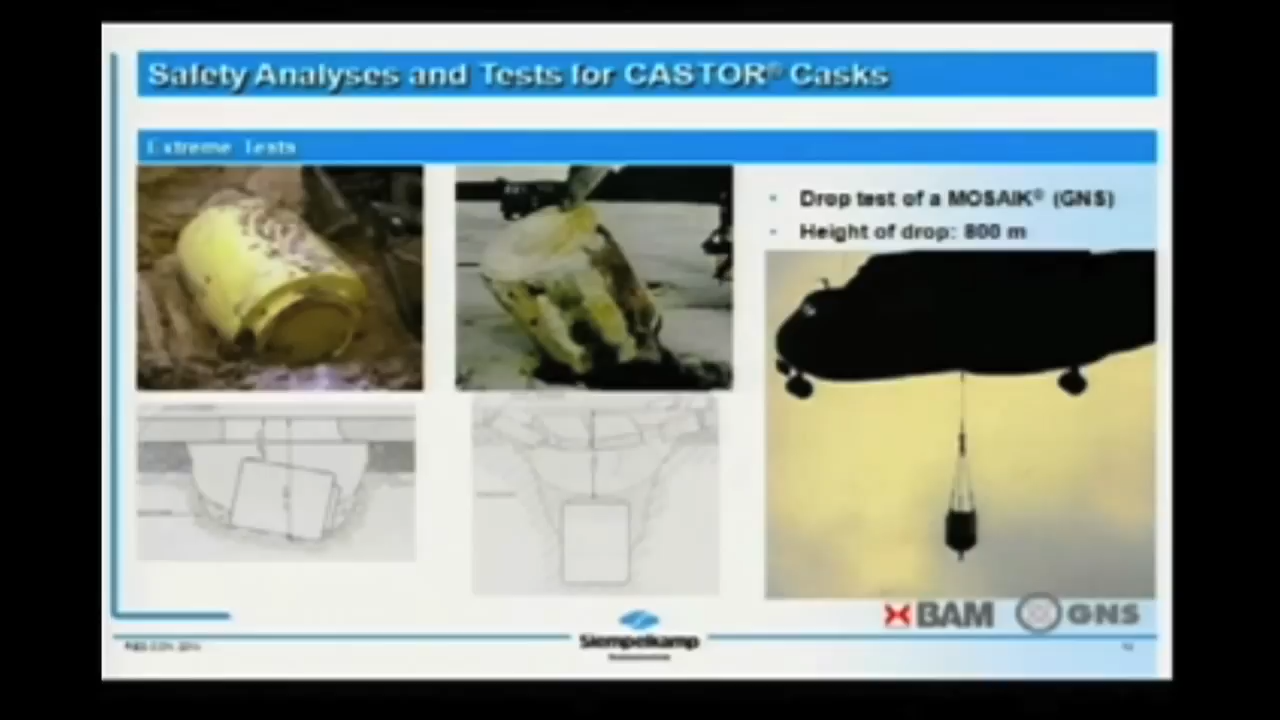 Safety Analyses and Tests for CASTOR® Casks
Extreme Tests
• Drop test of a MOSAIK® (GNS)
• Height of drop: 800 m
BAM
GNS
Siempelkamp